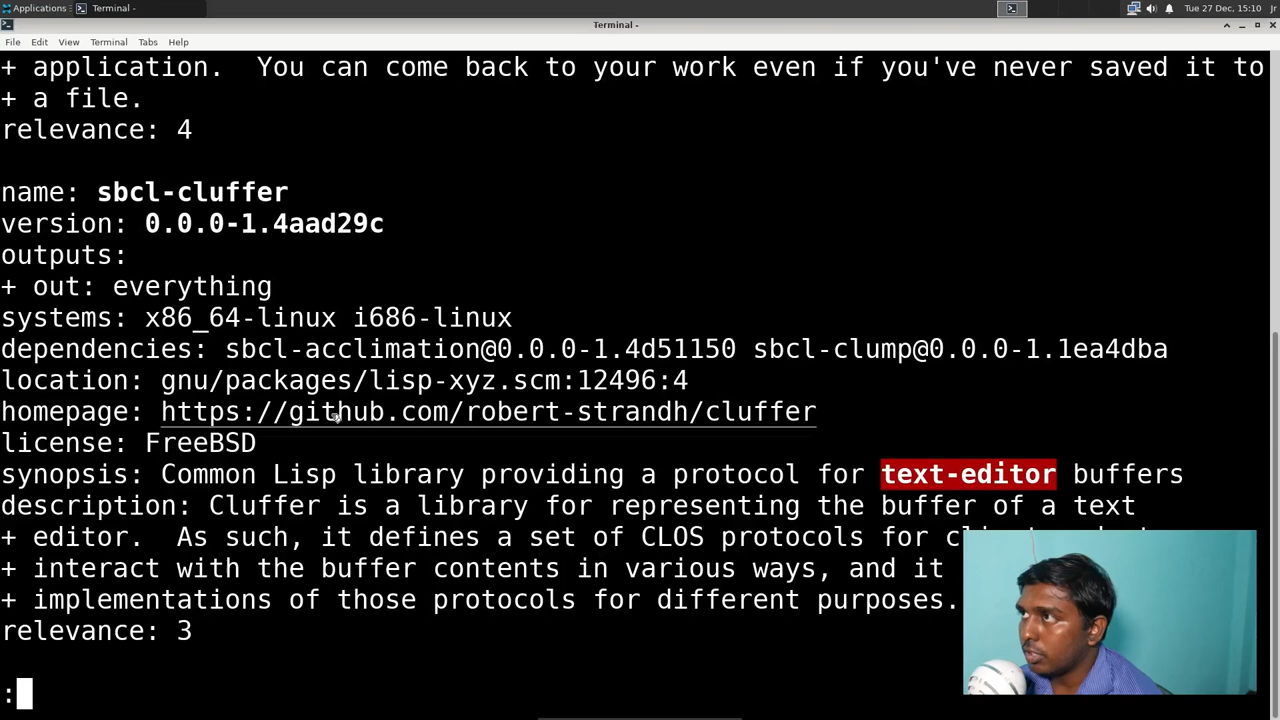 Applications
Terminal -
Tue 27 Dec, 15:10 Jr
Terminal -
File Edit View Terminal Tabs Help
+ application.  You can come back to your work even if you've never saved it to
+ a file.
relevance: 4
name: sbcl-cluffer
version: 0.0.0-1.4aad29c
outputs:
+ out: everything
systems: x86_64-linux i686-linux
dependencies: sbcl-acclimation@0.0.0-1.4d51150 sbcl-clump@0.0.0-1.1ea4dba
location: gnu/packages/lisp-xyz.scm:12496:4
homepage: https://github.com/robert-strandh/cluffer
license: FreeBSD
synopsis: Common Lisp library providing a protocol for text-editor buffers
description: Cluffer is a library for representing the buffer of a text
+ editor.  As such, it defines a set of CLOS protocols for
+ interact with the buffer contents in various ways, and it
+ implementations of those protocols for different purposes.
relevance: 3
: